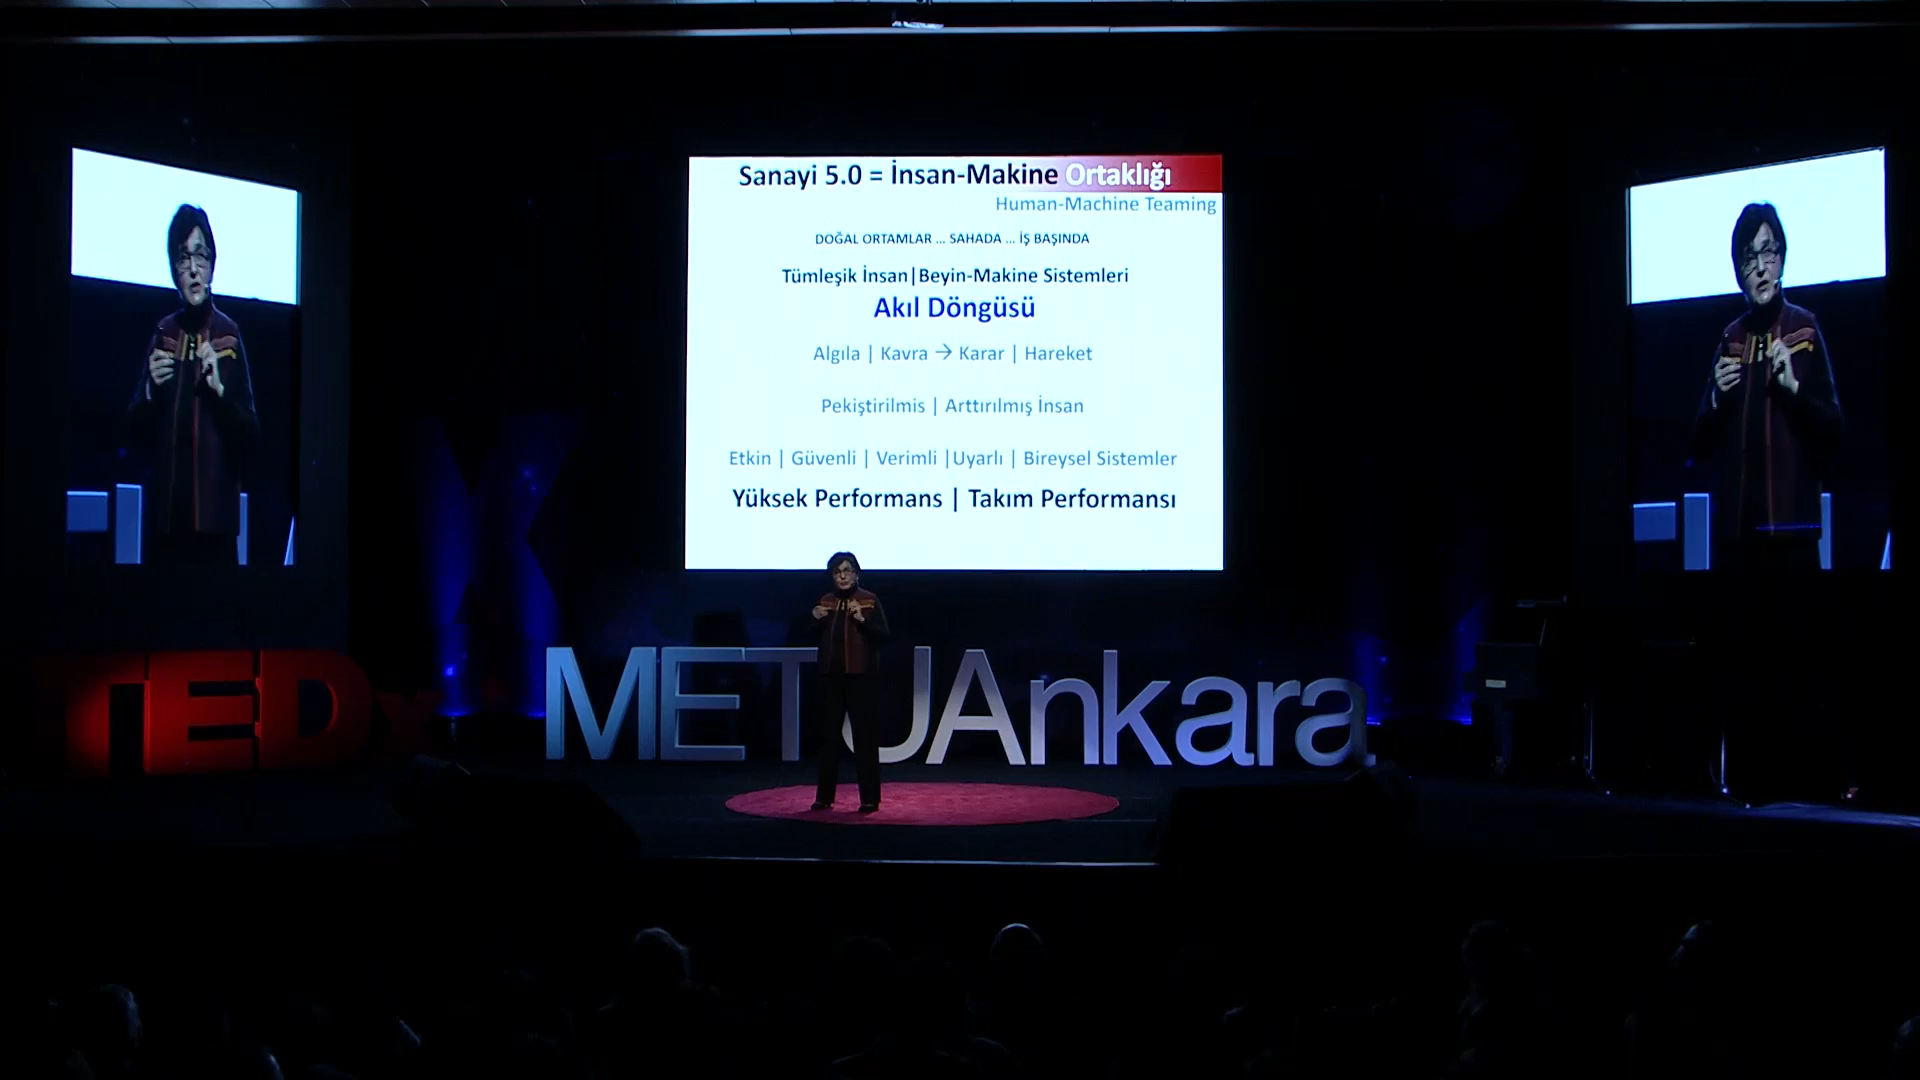 Sanayi 5.0 = İnsan-Makine Ortaklığı
Human-Machine Teaming
DOĞAL ORTAMLAR ... SAHADA ... İŞ BAŞINDA
Tümleşik İnsan|Beyin-Makine Sistemleri
Akıl Döngüsü
Algıla | Kavra → Karar | Hareket
Pekiştirilmis | Arttırılmış İnsan
Etkin | Güvenli | Verimli |Uyarlı | Bireysel Sistemler
Yüksek Performans | Takım Performansı
TEDx METUAnkara